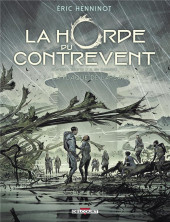 ÉRIC HENNINOT
LA HORDE
DU
CONTREVENT
DELCOURT